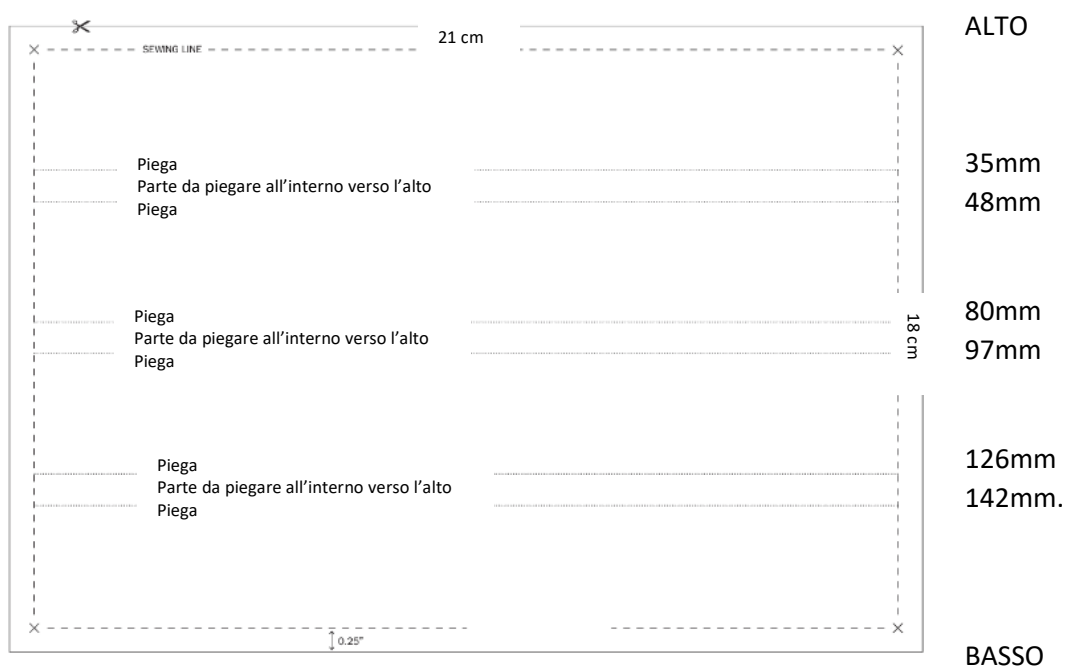 ALTO
21 cm
SEWING LINE
Piega
Parte da piegare all’interno verso l’alto
Piega
35mm
48mm
Piega
Parte da piegare all’interno verso l’alto
Piega
18 cm
80mm
97mm
Piega
Parte da piegare all’interno verso l’alto
Piega
126mm
142mm.
0.25"
BASSO